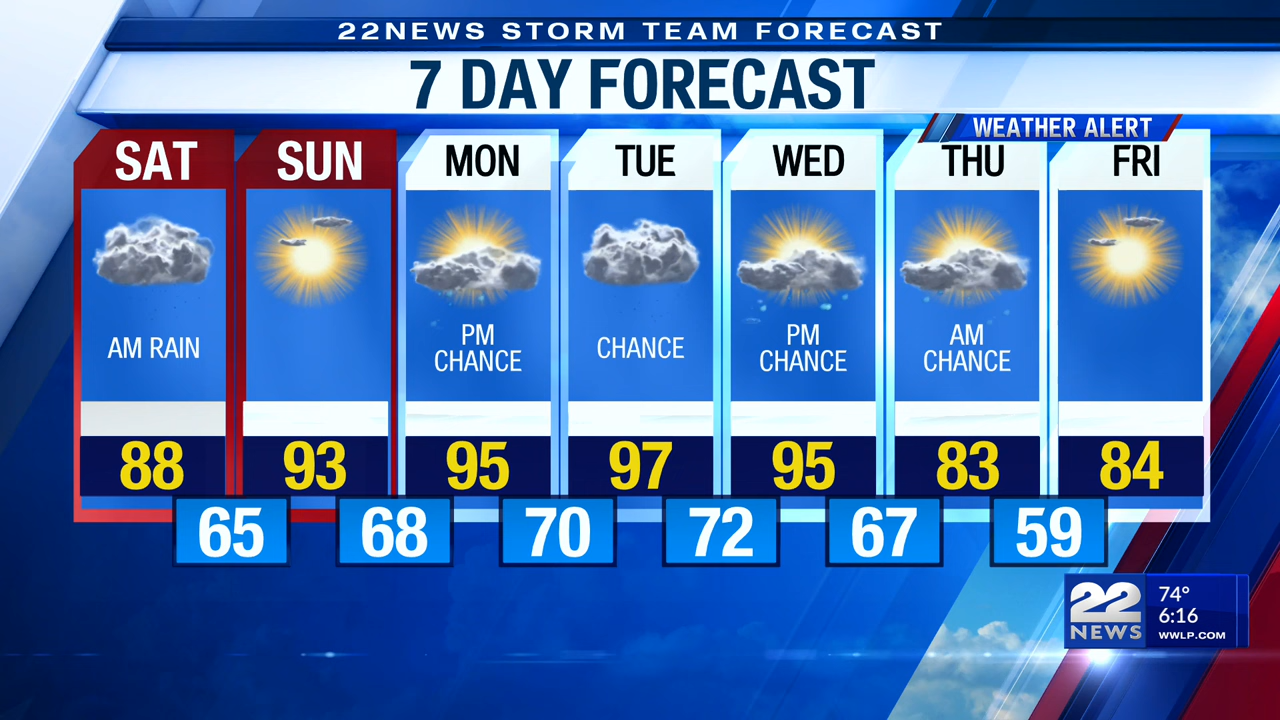 22NEWS STORM TEAM FORECAST
7 DAY FORECAST
WEATHER ALERT
SAT SUN MON TUE WED THU FRI
AM RAIN
PM
CHANCE
CHANCE
PM
CHANCE
AM
CHANCE
88 93 95 97 95 83 84
65 68 70 72 67 59
22
NEWS
74°
6:16
WWLP.COM